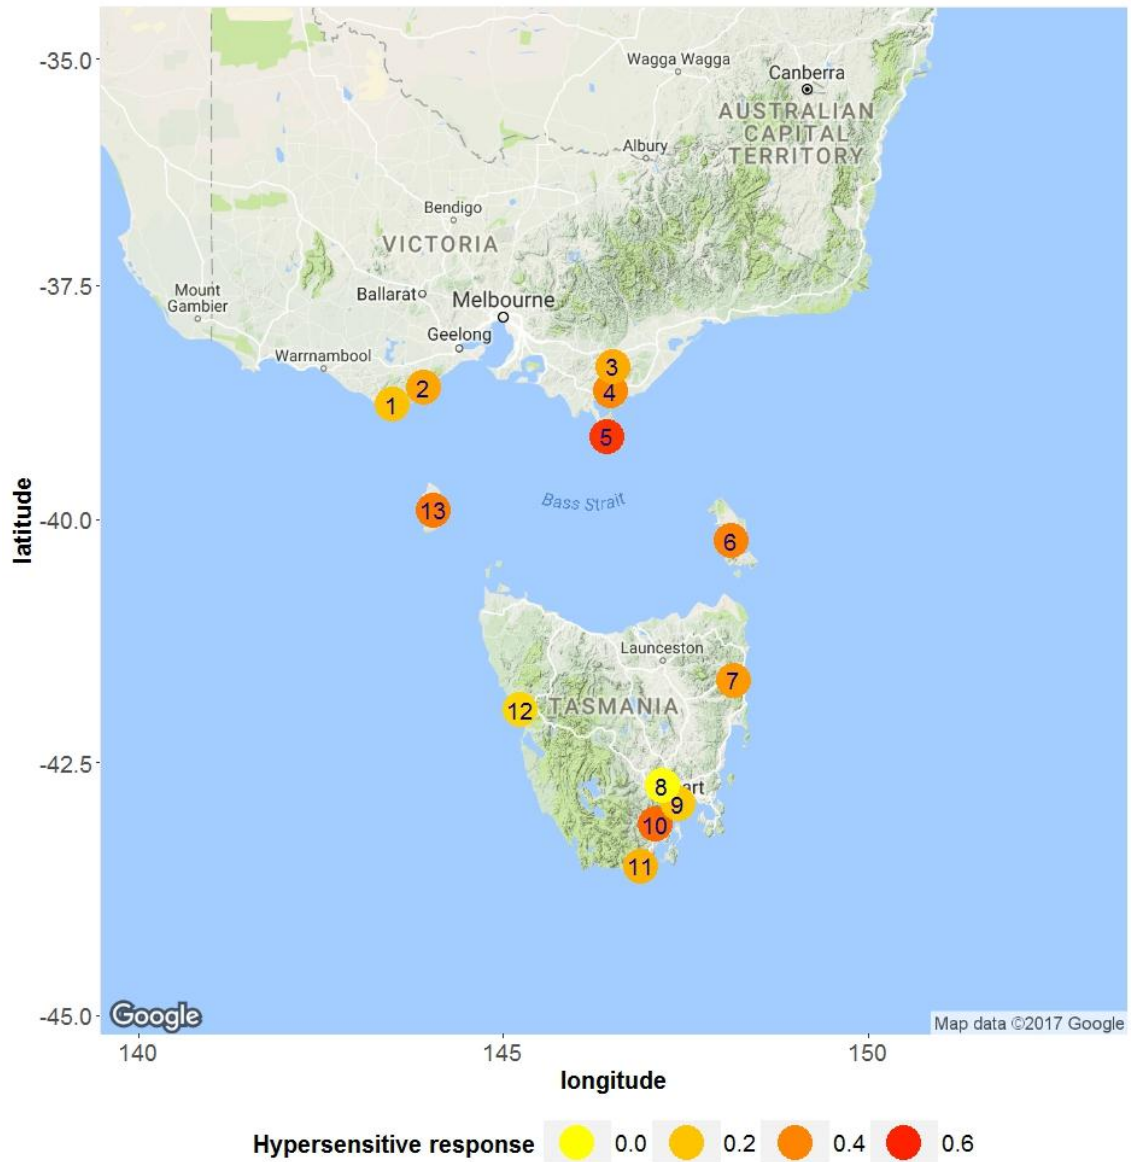 -35.0
Wagga Wagga
Canberra
AUSTRALIAN
CAPITAL
TERRITORY
Albury
Bendigo
VICTORIA
-37.5
Mount
Gambier
Ballarat
Melbourne
Geelong
Warrnambool
3
2
4
1
5
latitude
-40.0
Bass Strait
13
6
Launceston
7
12
TASMANIA
-42.5
8
art
9
10
11
-45.0
Google
Map data ©2017 Google
140
145
150
longitude
Hypersensitive response 0.0 0.2 0.4 0.6